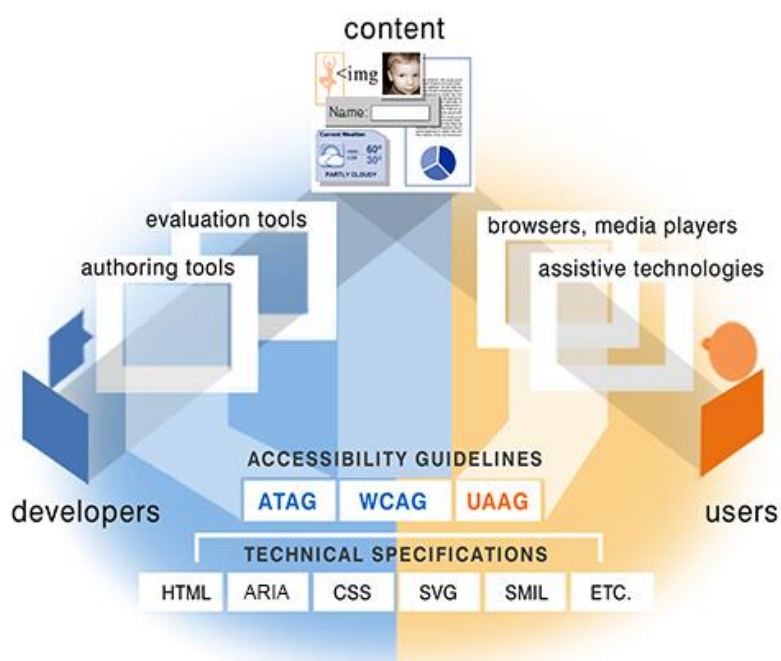 content
<img
Name:
Current Weather
60°
LOW 30°
PARTLY CLOUDY
evaluation tools
authoring tools
browsers, media players
assistive technologies
developers
users
ACCESSIBILITY GUIDELINES
ATAG WCAG UAAG
TECHNICAL SPECIFICATIONS
HTML ARIA CSS SVG SMIL ETC.